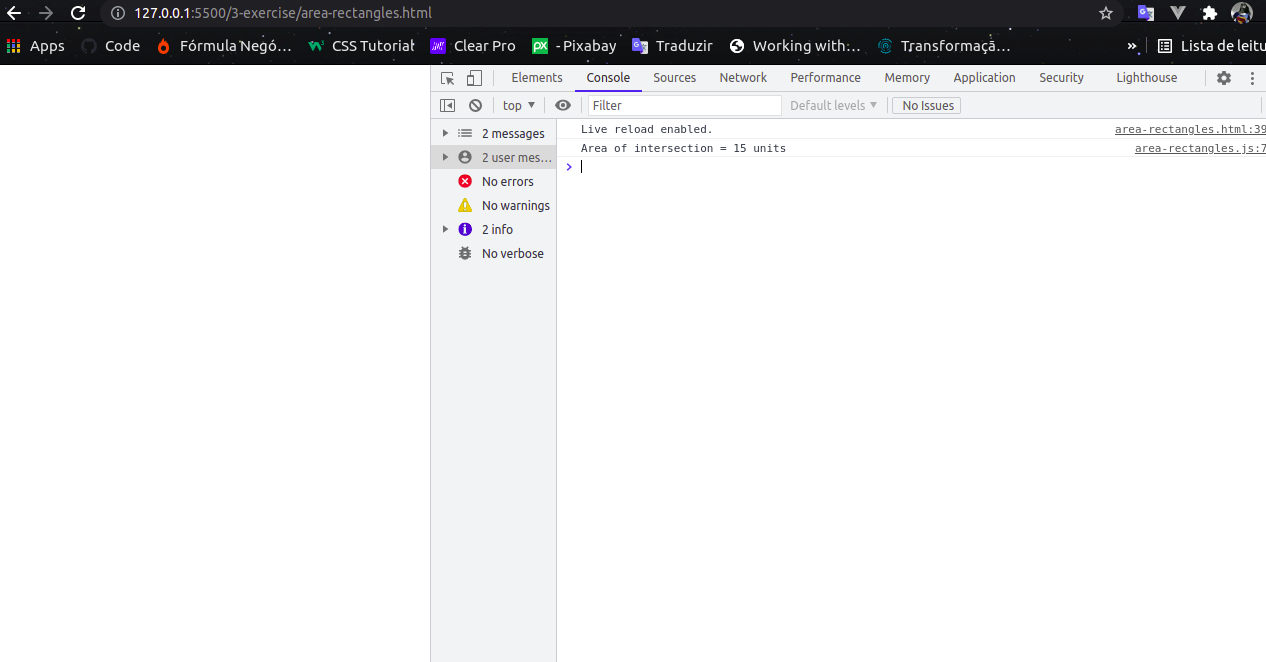 127.0.0.1:5500/3-exercise/area-rectangles.html
Apps Code Fórmula Negó... CSS Tutorial Clear Pro - Pixabay Traduzir Working with:... Transformaçã... » Lista de leitu
Elements Console Sources Network Performance Memory Application Security Lighthouse
top ▼ Filter Default levels ▼ No Issues
2 messages
2 user mes...
No errors
No warnings
2 info
No verbose
Live reload enabled. area-rectangles.html:39
Area of intersection = 15 units area-rectangles.js:7
>